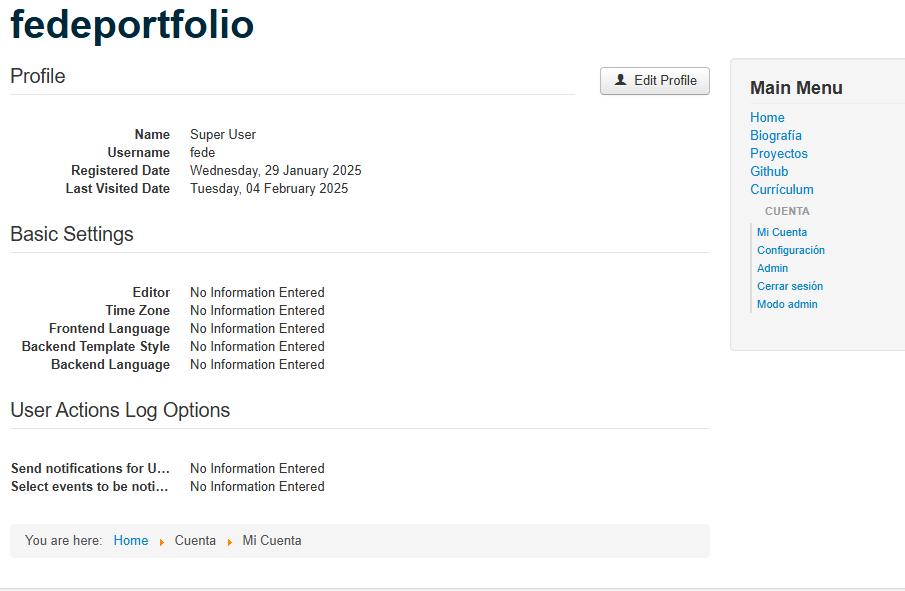 fedeportfolio
Profile
Edit Profile
Name Super User
Username fede
Registered Date Wednesday, 29 January 2025
Last Visited Date Tuesday, 04 February 2025
Basic Settings
Editor No Information Entered
Time Zone No Information Entered
Frontend Language No Information Entered
Backend Template Style No Information Entered
Backend Language No Information Entered
User Actions Log Options
Send notifications for U... No Information Entered
Select events to be noti... No Information Entered
You are here: Home Cuenta Mi Cuenta
Main Menu
Home
Biografía
Proyectos
Github
Currículum
CUENTA
Mi Cuenta
Configuración
Admin
Cerrar sesión
Modo admin